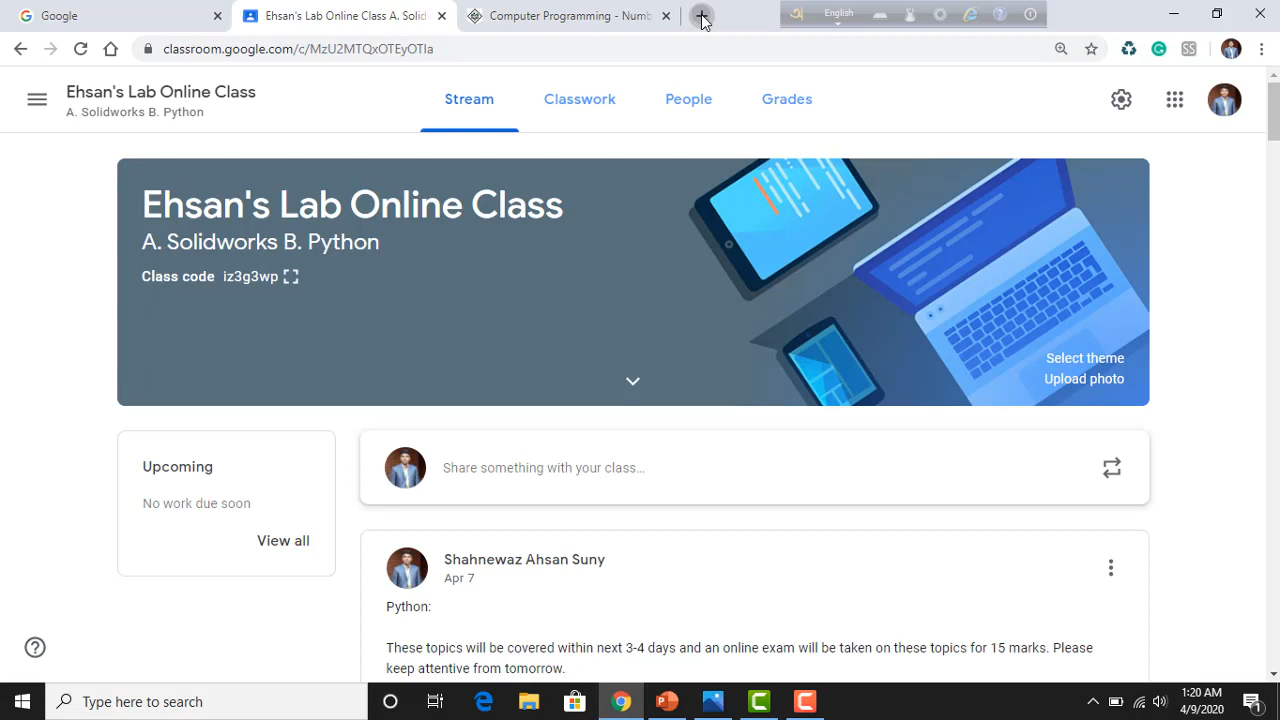 Google
Ehsan's Lab Online Class A. Solid
Computer Programming - Numb
English
classroom.google.com/c/MzU2MTQxOTEyOTIa
Ehsan's Lab Online Class
A. Solidworks B. Python
Stream
Classwork
People
Grades
Ehsan's Lab Online Class
A. Solidworks B. Python
Class code iz3g3wp
Select theme
Upload photo
Upcoming
No work due soon
View all
Share something with your class...
Shahnewaz Ahsan Suny
Apr 7
Python:
These topics will be covered within next 3-4 days and an online exam will be taken on these topics for 15 marks. Please
keep attentive from tomorrow.
Type here to search
1:20 AM
4/9/2020